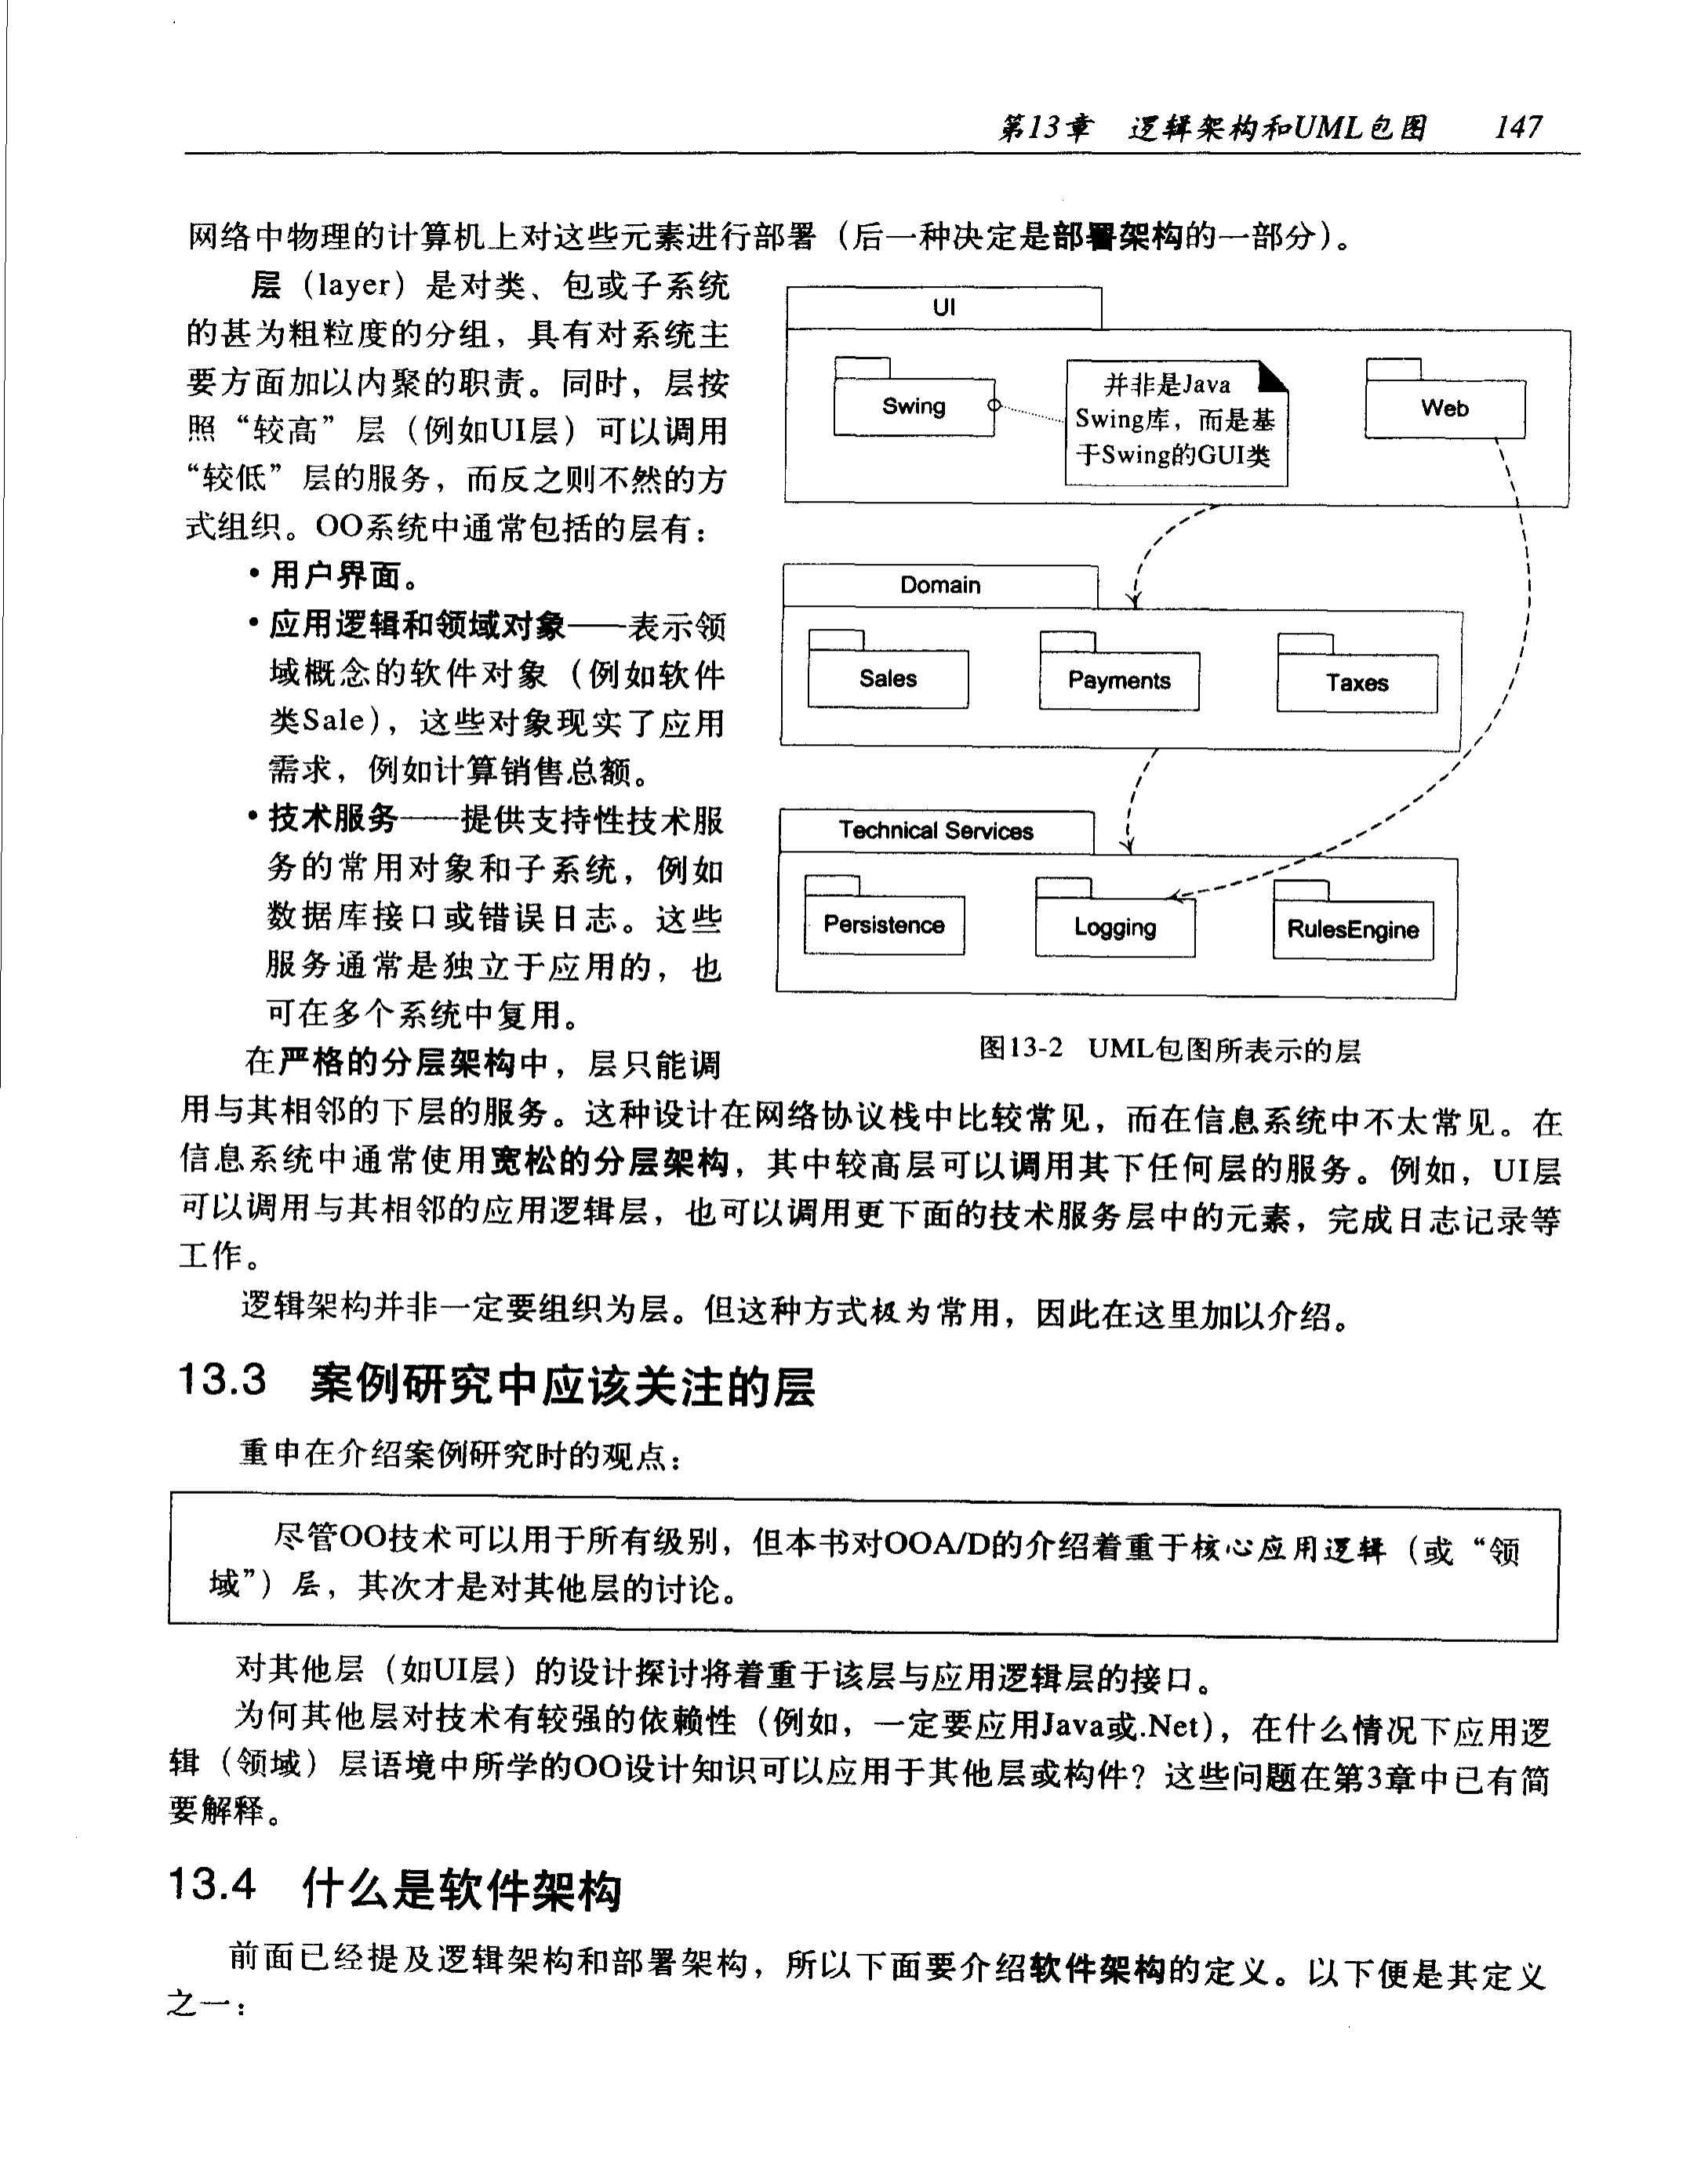 第13章 逻辑架构和UML包图 147
网络中物理的计算机上对这些元素进行部署（后一种决定是部署架构的一部分）。
层（layer）是对类、包或子系统
的甚为粗粒度的分组，具有对系统主
要方面加以内聚的职责。同时，层按
照“较高”层（例如UI层）可以调用
“较低”层的服务，而反之则不然的方
式组织。OO系统中通常包括的层有：
•用户界面。
•应用逻辑和领域对象——表示领
域概念的软件对象（例如软件
类Sale），这些对象现实了应用
需求，例如计算销售总额。
•技术服务——提供支持性技术服
务的常用对象和子系统，例如
数据库接口或错误日志。这些
服务通常是独立于应用的，也
可在多个系统中复用。
在严格的分层架构中，层只能调
UI
Swing
并非是Java
Swing库，而是基
于Swing的GUI类
Web
Domain
Sales
Payments
Taxes
Technical Services
Persistence
Logging
RulesEngine
图13-2 UML包图所表示的层
用与其相邻的下层的服务。这种设计在网络协议栈中比较常见，而在信息系统中不太常见。在
信息系统中通常使用宽松的分层架构，其中较高层可以调用其下任何层的服务。例如，UI层
可以调用与其相邻的应用逻辑层，也可以调用更下面的技术服务层中的元素，完成日志记录等
工作。
逻辑架构并非一定要组织为层。但这种方式极为常用，因此在这里加以介绍。
13.3 案例研究中应该关注的层
重申在介绍案例研究时的观点：
尽管OO技术可以用于所有级别，但本书对OOA/D的介绍着重于核心应用逻辑（或“领
域”）层，其次才是对其他层的讨论。
对其他层（如UI层）的设计探讨将着重于该层与应用逻辑层的接口。
为何其他层对技术有较强的依赖性（例如，一定要应用Java或.Net），在什么情况下应用逻
辑（领域）层语境中所学的OO设计知识可以应用于其他层或构件？这些问题在第3章中已有简
要解释。
13.4 什么是软件架构
前面已经提及逻辑架构和部署架构，所以下面要介绍软件架构的定义。以下便是其定义
之一：